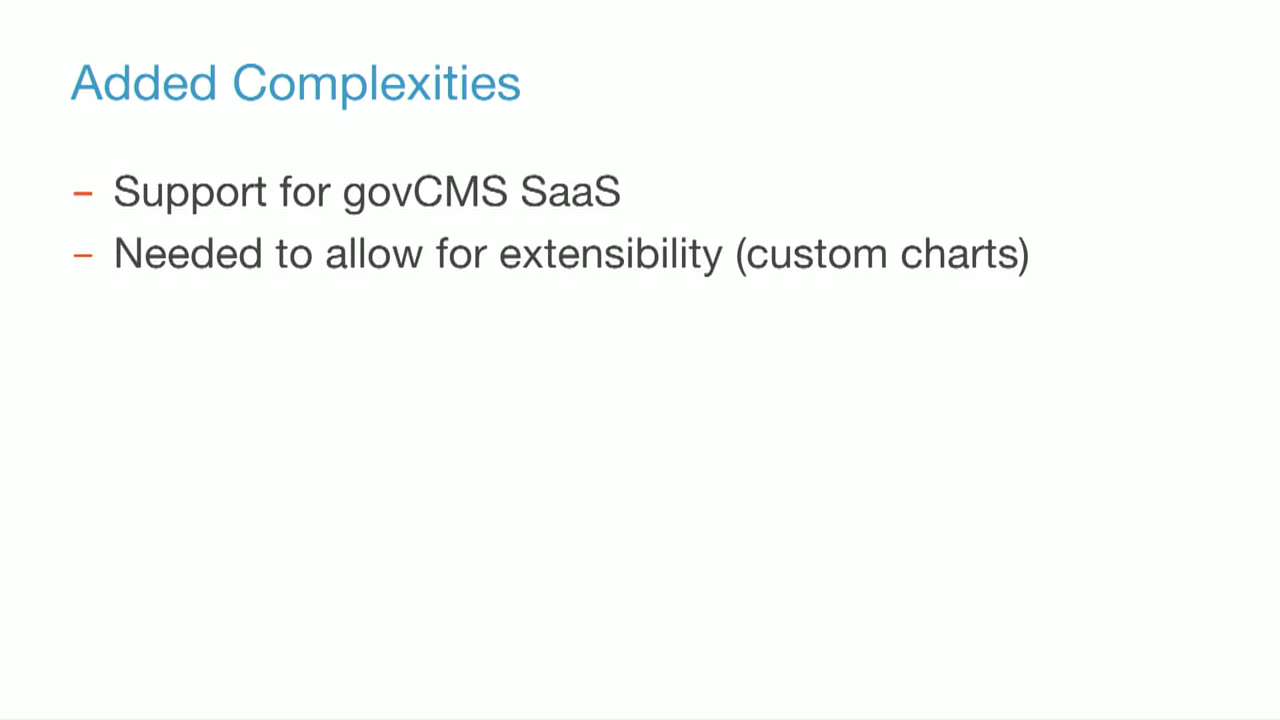 Added Complexities
– Support for govCMS SaaS
– Needed to allow for extensibility (custom charts)